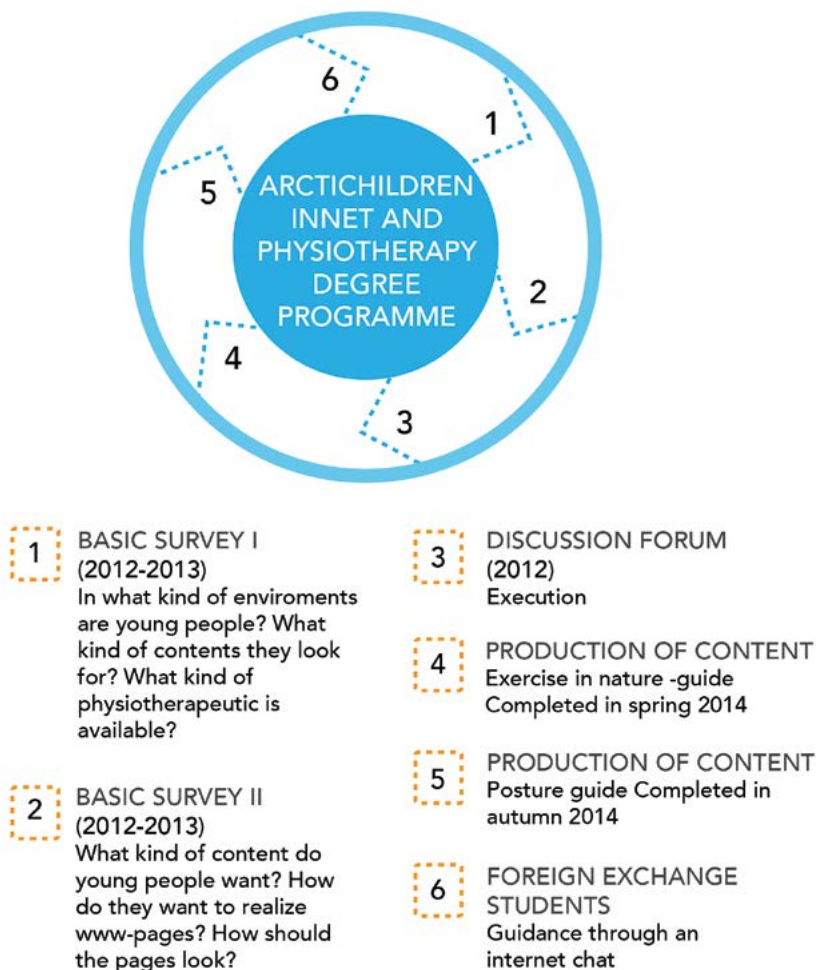 6
1
5
ARCTICHILDREN
INNET AND
PHYSIOTHERAPY
DEGREE
PROGRAMME
2
4
3
1
BASIC SURVEY I
(2012-2013)
In what kind of enviroments
are young people? What
kind of contents they look
for? What kind of
physiotherapeutic is
available?
2
BASIC SURVEY II
(2012-2013)
What kind of content do
young people want? How
do they want to realize
www-pages? How should
the pages look?
3
DISCUSSION FORUM
(2012)
Execution
4
PRODUCTION OF CONTENT
Exercise in nature -guide
Completed in spring 2014
5
PRODUCTION OF CONTENT
Posture guide Completed in
autumn 2014
6
FOREIGN EXCHANGE
STUDENTS
Guidance through an
internet chat